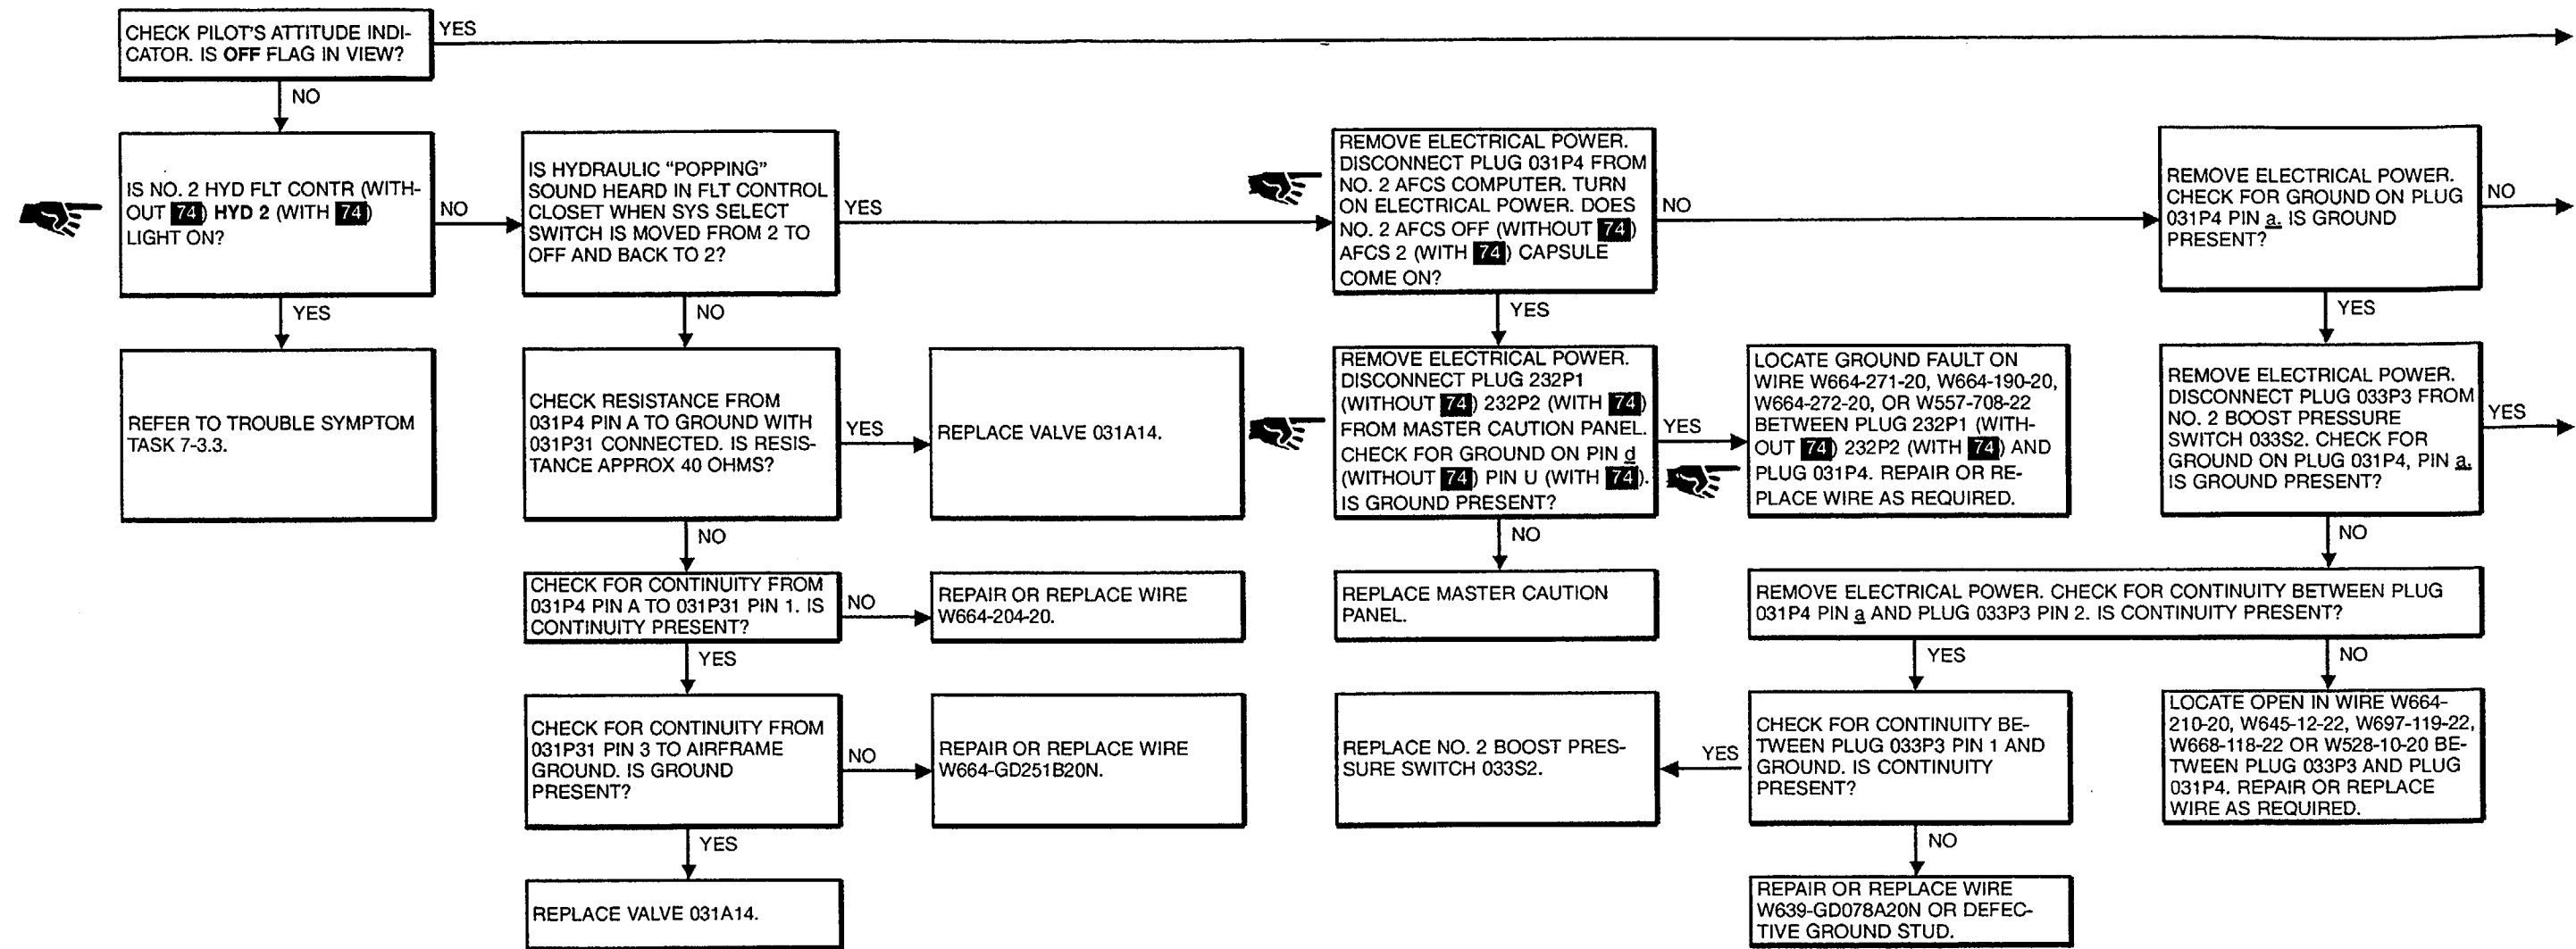 CHECK PILOT'S ATTITUDE INDI-
CATOR. IS OFF FLAG IN VIEW?
YES
NO
IS NO. 2 HYD FLT CONTR (WITH-
OUT 74) HYD 2 (WITH 74)
LIGHT ON?
NO
YES
REFER TO TROUBLE SYMPTOM
TASK 7-3.3.
IS HYDRAULIC "POPPING"
SOUND HEARD IN FLT CONTROL
CLOSET WHEN SYS SELECT
SWITCH IS MOVED FROM 2 TO
OFF AND BACK TO 2?
YES
NO
CHECK RESISTANCE FROM
031P4 PIN A TO GROUND WITH
031P31 CONNECTED. IS RESIS-
TANCE APPROX 40 OHMS?
YES
REPLACE VALVE 031A14.
NO
CHECK FOR CONTINUITY FROM
031P4 PIN A TO 031P31 PIN 1. IS
CONTINUITY PRESENT?
NO
REPAIR OR REPLACE WIRE
W664-204-20.
YES
CHECK FOR CONTINUITY FROM
031P31 PIN 3 TO AIRFRAME
GROUND. IS GROUND
PRESENT?
NO
REPAIR OR REPLACE WIRE
W664-GD251B20N.
YES
REPLACE VALVE 031A14.
REMOVE ELECTRICAL POWER.
DISCONNECT PLUG 031P4 FROM
NO. 2 AFCS COMPUTER. TURN
ON ELECTRICAL POWER. DOES
NO. 2 AFCS OFF (WITHOUT 74)
AFCS 2 (WITH 74) CAPSULE
COME ON?
NO
YES
REMOVE ELECTRICAL POWER.
DISCONNECT PLUG 232P1
(WITHOUT 74) 232P2 (WITH 74)
FROM MASTER CAUTION PANEL.
CHECK FOR GROUND ON PIN d
(WITHOUT 74) PIN U (WITH 74).
IS GROUND PRESENT?
YES
LOCATE GROUND FAULT ON
WIRE W664-271-20, W664-190-20,
W664-272-20, OR W557-708-22
BETWEEN PLUG 232P1 (WITH-
OUT 74) 232P2 (WITH 74) AND
PLUG 031P4. REPAIR OR RE-
PLACE WIRE AS REQUIRED.
NO
REPLACE MASTER CAUTION
PANEL.
REMOVE ELECTRICAL POWER.
CHECK FOR GROUND ON PLUG
031P4 PIN a. IS GROUND
PRESENT?
NO
YES
REMOVE ELECTRICAL POWER.
DISCONNECT PLUG 033P3 FROM
NO. 2 BOOST PRESSURE
SWITCH 033S2. CHECK FOR
GROUND ON PLUG 031P4, PIN a.
IS GROUND PRESENT?
YES
NO
REMOVE ELECTRICAL POWER. CHECK FOR CONTINUITY BETWEEN PLUG
031P4 PIN a AND PLUG 033P3 PIN 2. IS CONTINUITY PRESENT?
YES
NO
CHECK FOR CONTINUITY BE-
TWEEN PLUG 033P3 PIN 1 AND
GROUND. IS CONTINUITY
PRESENT?
YES
REPLACE NO. 2 BOOST PRES-
SURE SWITCH 033S2.
LOCATE OPEN IN WIRE W664-
210-20, W645-12-22, W697-119-22,
W668-118-22 OR W528-10-20 BE-
TWEEN PLUG 033P3 AND PLUG
031P4. REPAIR OR REPLACE
WIRE AS REQUIRED.
NO
REPAIR OR REPLACE WIRE
W639-GD078A20N OR DEFEC-
TIVE GROUND STUD.